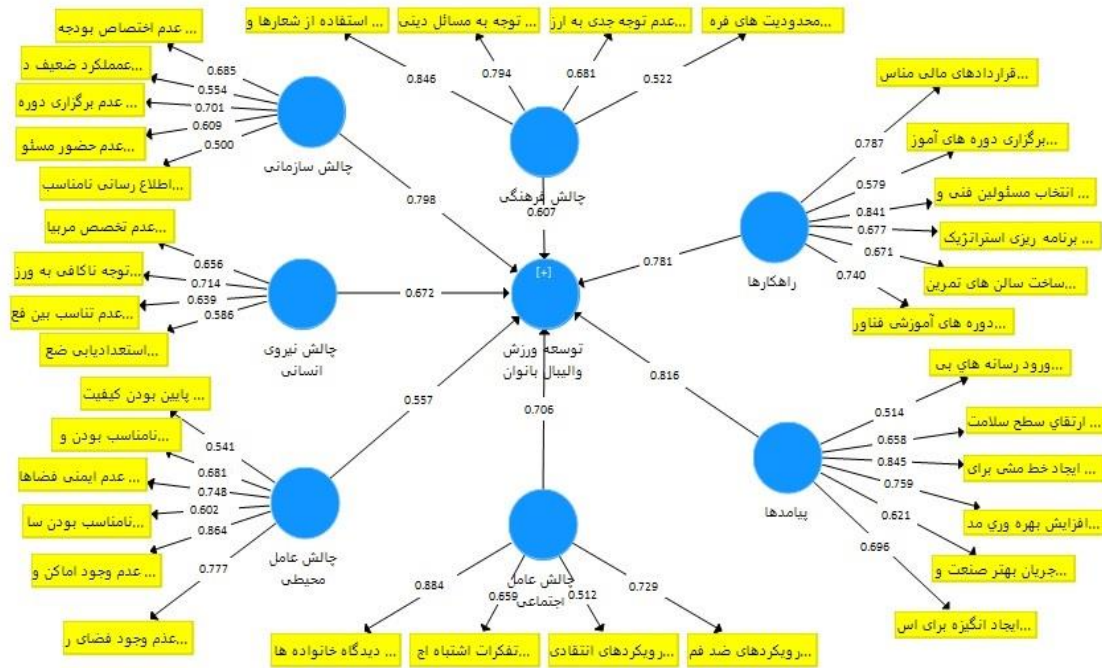 عدم اختصاص بودجه ...
عمملکرد ضعیف د...
عدم برگزاری دوره ...
عدم حضور مسئو...
اطلاع رسانی نامناسب...
0.685
0.554
0.701
0.609
0.500
چالش سازمانی
0.798
استفاده از شعارها و ...
توجه به مسائل دینی ...
عدم توجه جدی به ارز...
محدودیت های فره...
0.846
0.794
0.681
0.522
چالش فرهنگی
0.607
قراردادهای مالی مناس...
برگزاری دوره های آموز...
انتخاب مسئولین فنی و ...
برنامه ریزی استراتژیک ...
ساخت سالن های تمرین...
دوره های آموزشی فناور...
0.787
0.579
0.841
0.677
0.671
0.740
راهکارها
0.781
عدم تخصص مربیا...
توجه ناکافی به ورز...
عدم تناسب بین فع...
استعدادیابی ضع...
0.656
0.714
0.639
0.586
چالش نیروی
انسانی
0.672
[+]
توسعه ورزش
والیبال بانوان
پایین بودن کیفیت ...
نامناسب بودن و...
عدم ایمنی فضاها ...
نامناسب بودن سا...
عدم وجود اماکن و ...
عذم وجود فضای ر...
0.541
0.681
0.748
0.602
0.864
0.777
چالش عامل
محیطی
0.557
چالش عامل
اجتماعی
0.706
0.884
0.659
0.512
0.729
دیدگاه خانواده ها ...
تفکرات اشتباه اج...
رویکردهای انتقادی...
رویکردهای ضد فم...
ورود رسانه هاي بی...
ارتقاي سطح سلامت ...
ایجاد خط مشی برای ...
افزایش بهره وري مد...
جریان بهتر صنعت و...
ایجاد انگیزه برای اس...
0.514
0.658
0.845
0.759
0.621
0.696
پیامدها
0.816